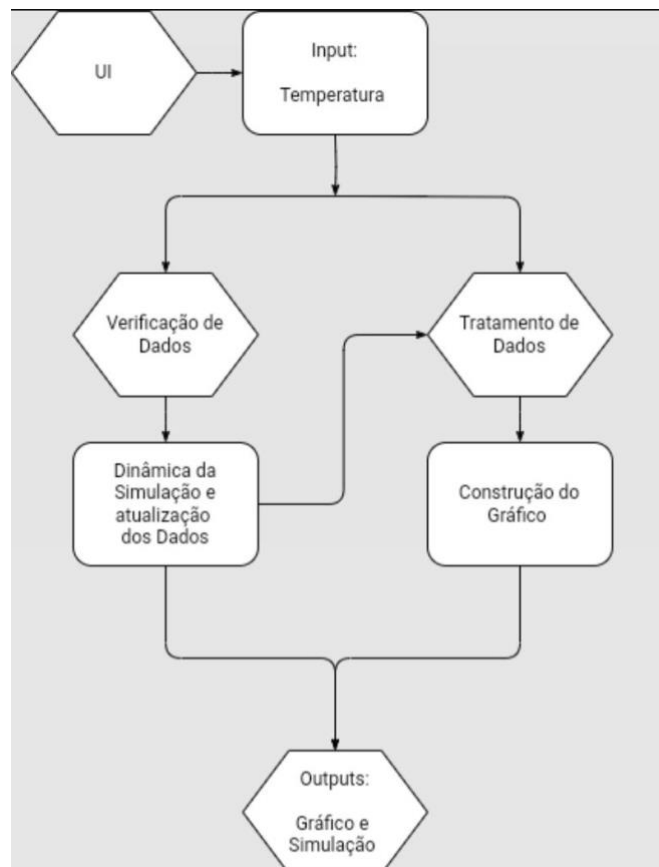 UI
Input:
Temperatura
Verificação de
Dados
Tratamento de
Dados
Dinâmica da
Simulação e
atualização
dos Dados
Construção do
Gráfico
Outputs:
Gráfico e
Simulação